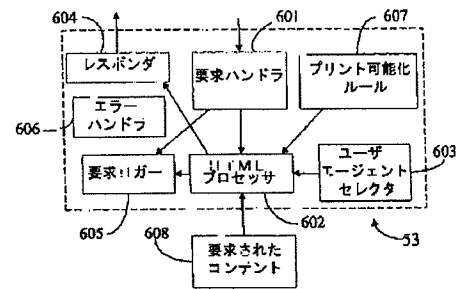 604
601
607
レスポンダ
要求ハンドラ
プリント可能化
ルール
エラー
ハンドラ
606
HTML
プロセッサ
要求ロガー
ユーザ
エージェント
セレクタ
603
605
602
53
608
要求された
コンテント